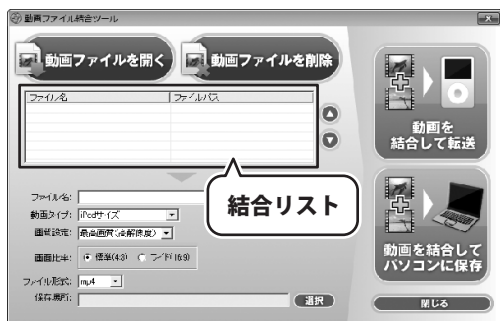 動画ファイル結合ツール
動画ファイルを開く
動画ファイルを削除
ファイル名
ファイルパス
結合リスト
ファイル名:
動画タイプ: iPodサイズ
画質設定: 最高画質(高解像度)
画面比率: 標準(4:3) ワイド(16:9)
ファイル形式: mp4
保存場所:
選択
動画を
結合して転送
動画を結合して
パソコンに保存
閉じる